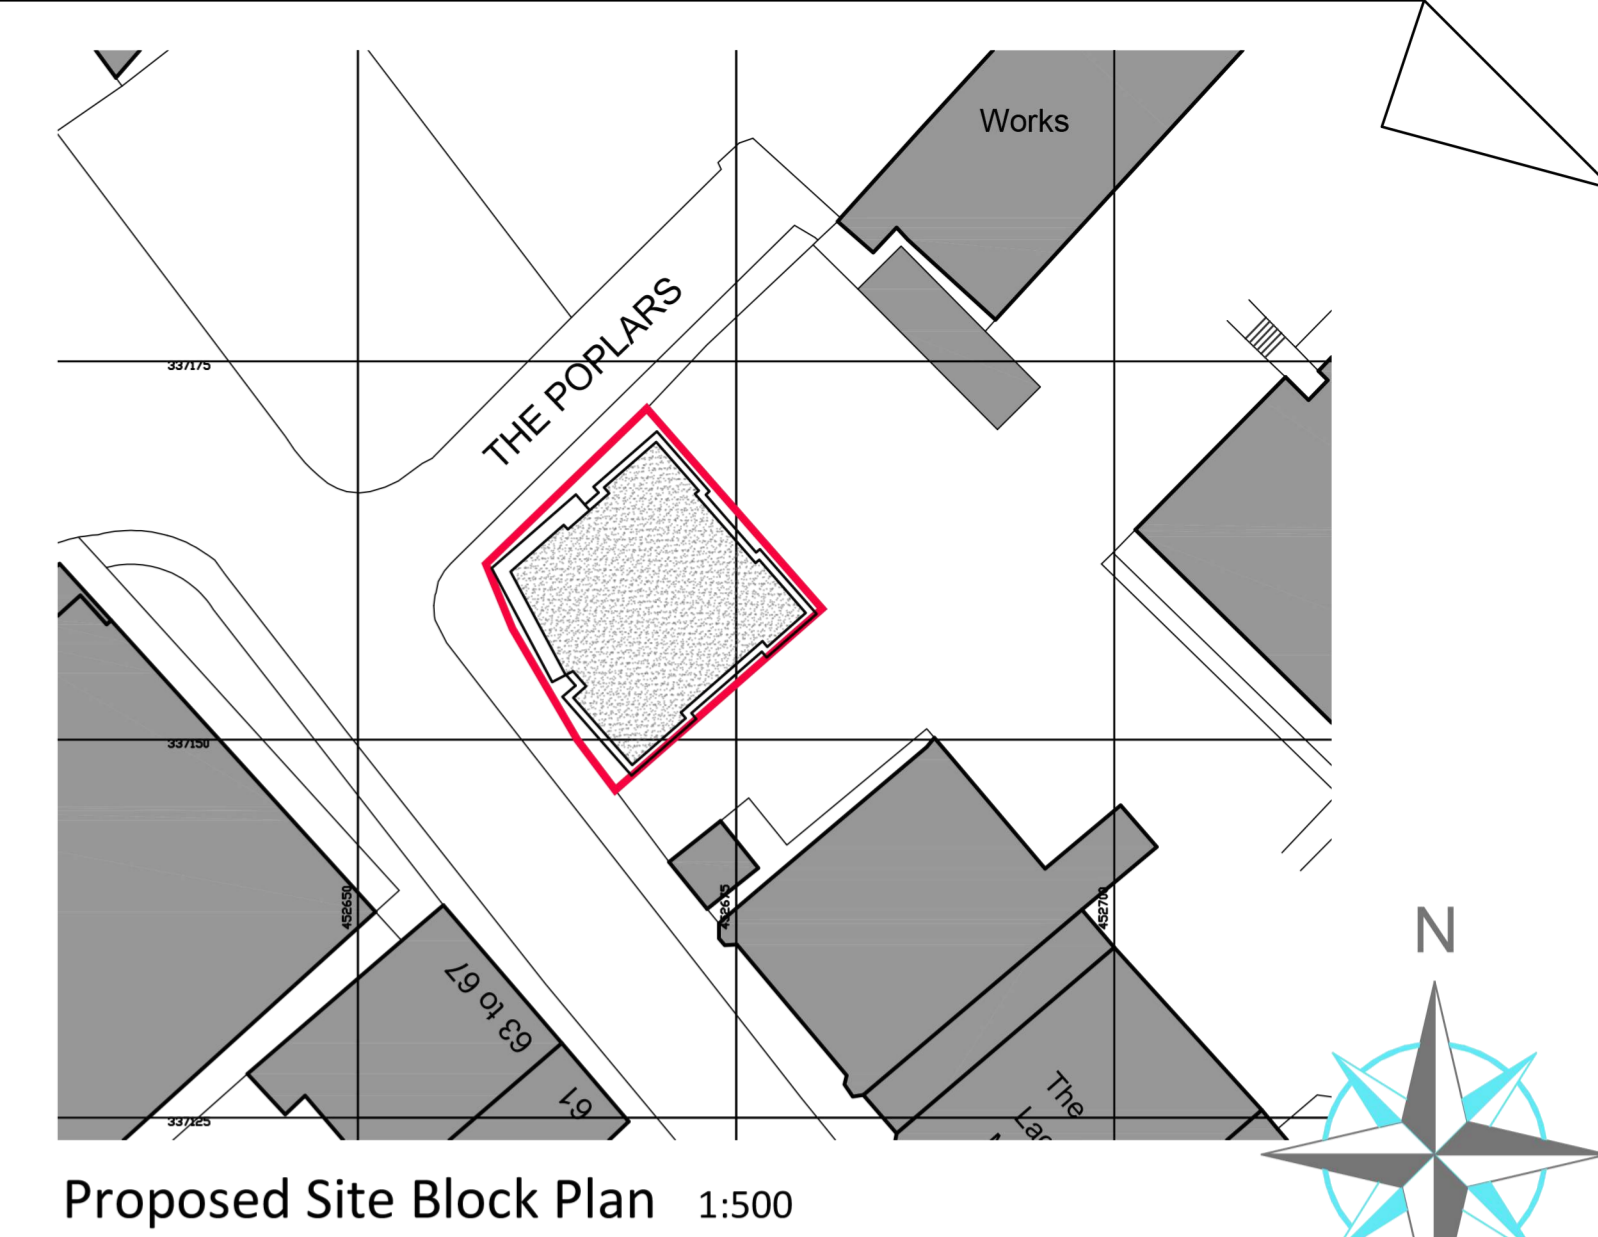 Works
THE POPLARS
337175
337150
452650
452675
452700
63 to 67
61
The
337125
N
Proposed Site Block Plan 1:500